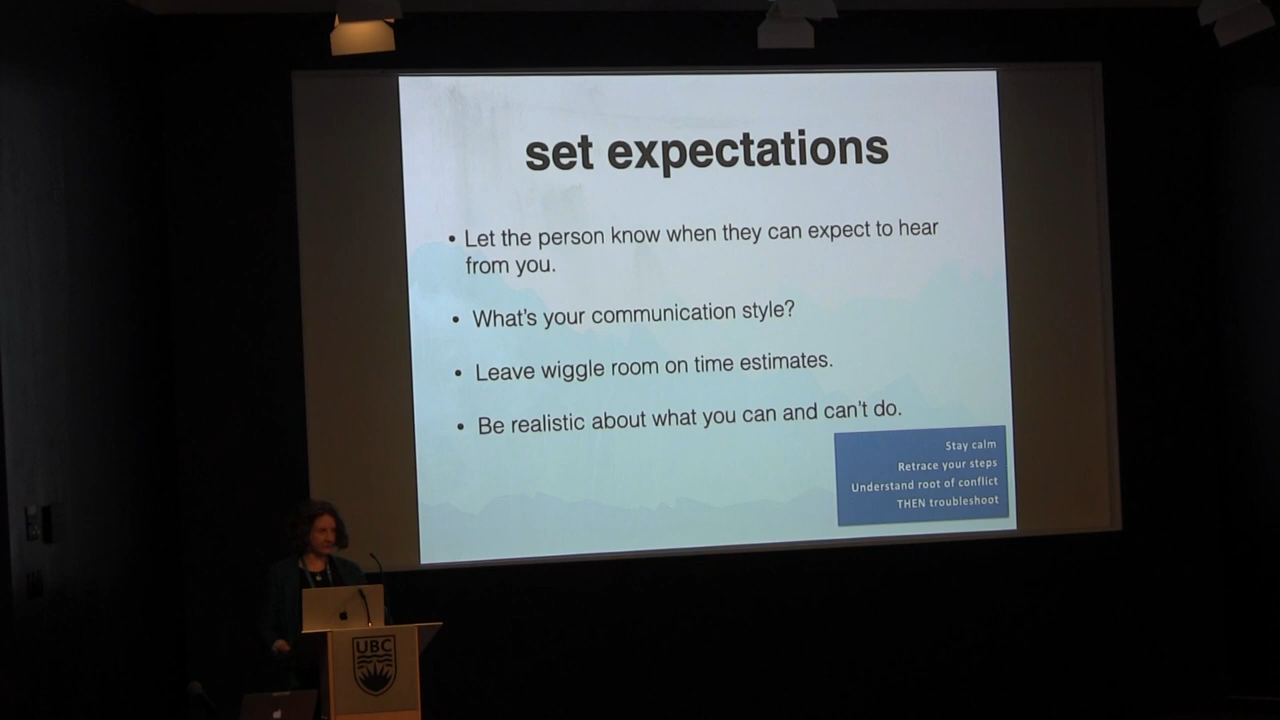 set expectations
• Let the person know when they can expect to hear
from you.
• What's your communication style?
• Leave wiggle room on time estimates.
• Be realistic about what you can and can't do.
Stay calm
Retrace your steps
Understand root of conflict
THEN troubleshoot
UBC